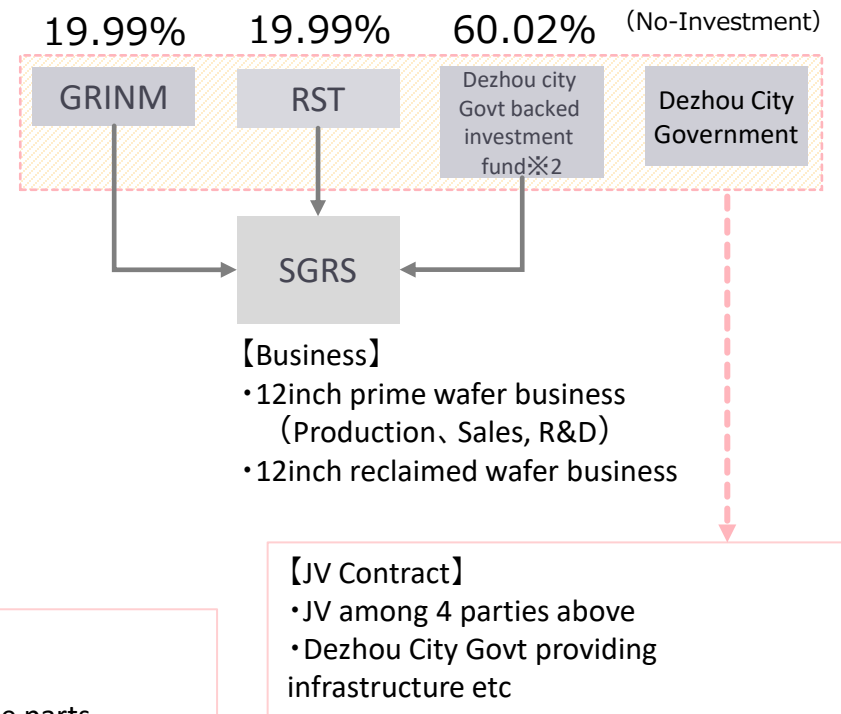 19.99% 19.99% 60.02% （No-Investment）
GRINM
RST
Dezhou city
Govt backed
investment
fund※2
Dezhou City
Government
SGRS
【Business】
・12inch prime wafer business
（Production、Sales, R&D）
・12inch reclaimed wafer business
【JV Contract】
・JV among 4 parties above
・Dezhou City Govt providing
infrastructure etc
parts